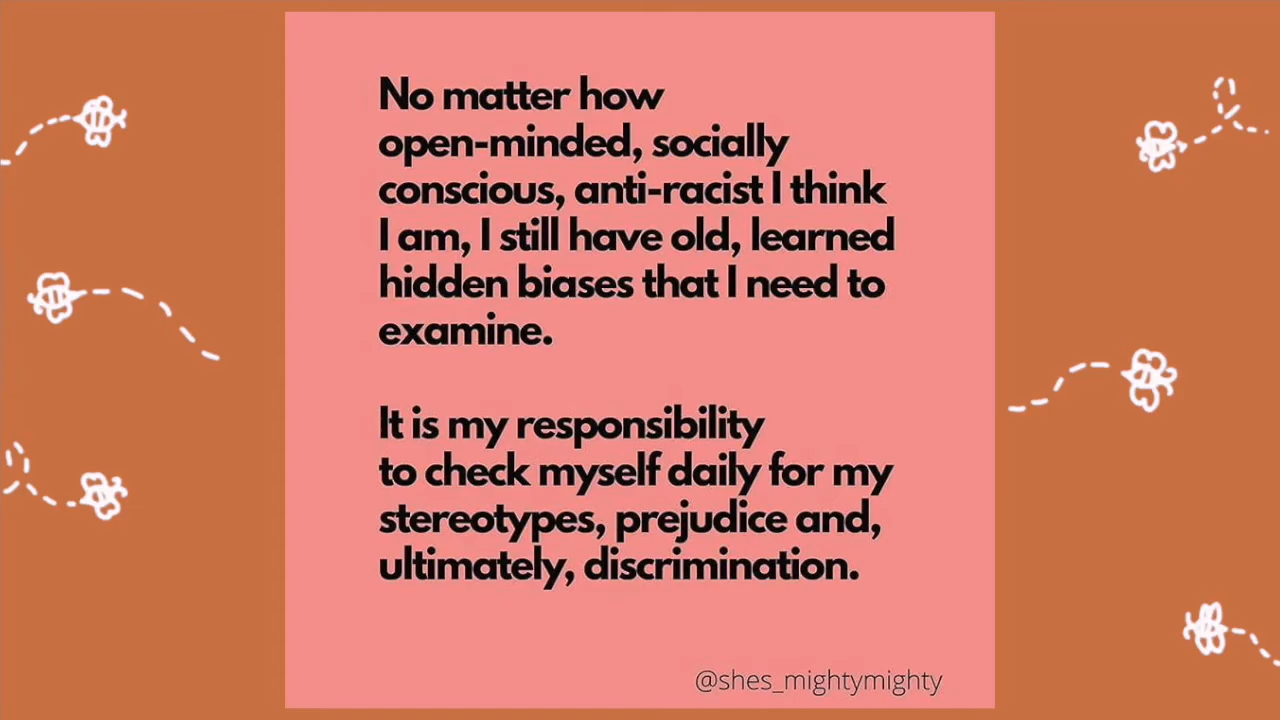 No matter how
open-minded, socially
conscious, anti-racist I think
I am, I still have old, learned
hidden biases that I need to
examine.
It is my responsibility
to check myself daily for my
stereotypes, prejudice and,
ultimately, discrimination.
@shes_mightymighty